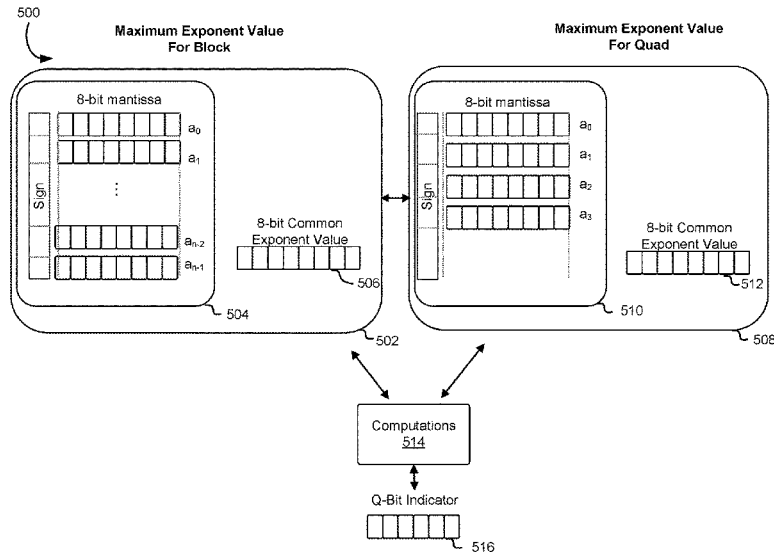 500
Maximum Exponent Value
For Block
Maximum Exponent Value
For Quad
8-bit mantissa
a0
a1
Sign
⋮
an-2
an-1
8-bit Common
Exponent Value
506
504
502
8-bit mantissa
a0
a1
a2
a3
Sign
8-bit Common
Exponent Value
512
510
508
Computations
514
Q-Bit Indicator
516